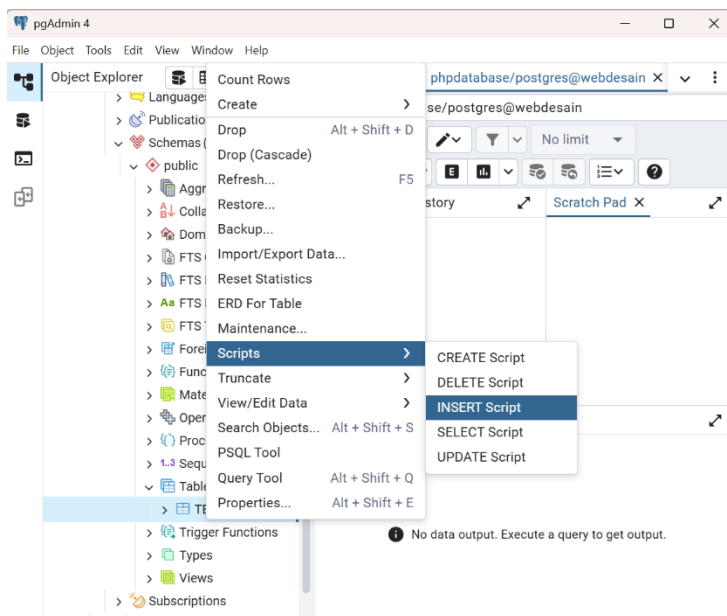 pgAdmin 4
File Object Tools Edit View Window Help
Object Explorer
phpdatabase/postgres@webdesain
se/postgres@webdesain
No limit
story
Scratch Pad
Language
Publicatio
Schemas (
public
Aggr
Colla
Dom
FTS
FTS
Aa FTS
FTS
Forei
Func
Mate
Oper
Proc
1..3 Sequ
Table
TE
Trigger Functions
Types
Views
Subscriptions
Count Rows
Create
Drop Alt + Shift + D
Drop (Cascade)
Refresh... F5
Restore...
Backup...
Import/Export Data...
Reset Statistics
ERD For Table
Maintenance...
Scripts
Truncate
View/Edit Data
Search Objects... Alt + Shift + S
PSQL Tool
Query Tool Alt + Shift + Q
Properties... Alt + Shift + E
CREATE Script
DELETE Script
INSERT Script
SELECT Script
UPDATE Script
No data output. Execute a query to get output.